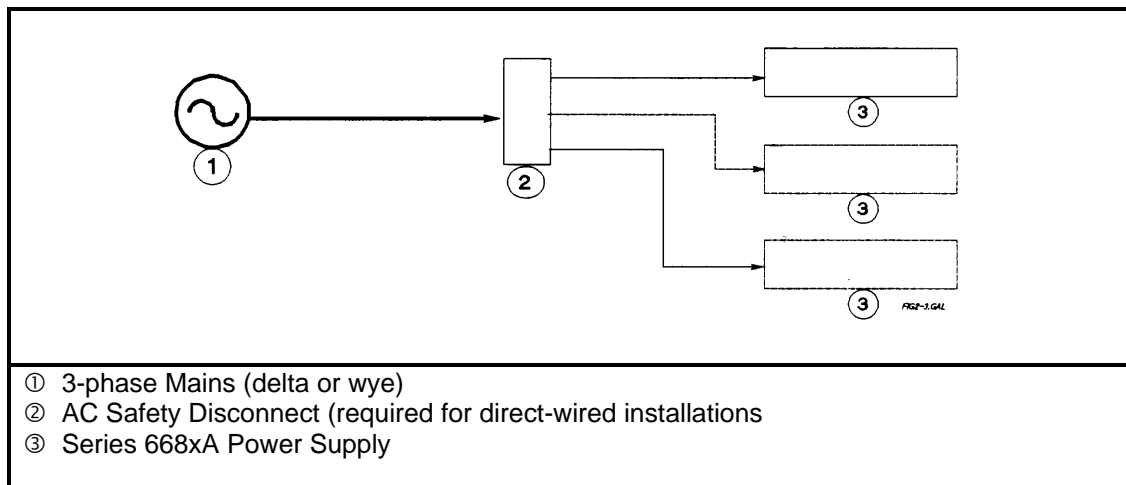 1
2
3
3
3
FIG2-3.GAL
① 3-phase Mains (delta or wye)
② AC Safety Disconnect (required for direct-wired installations
③ Series 668xA Power Supply